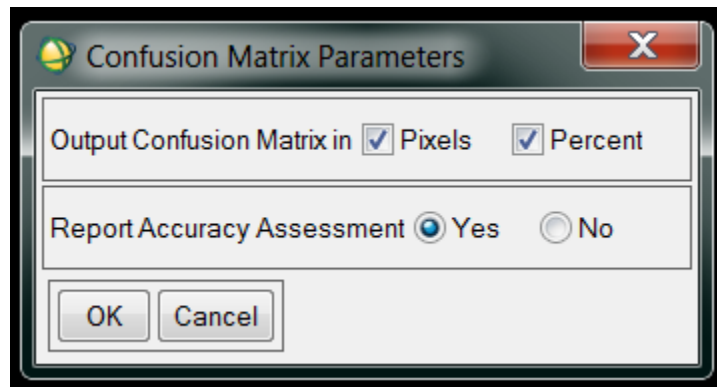 Confusion Matrix Parameters
X
Output Confusion Matrix in Pixels Percent
Report Accuracy Assessment Yes No
OK Cancel